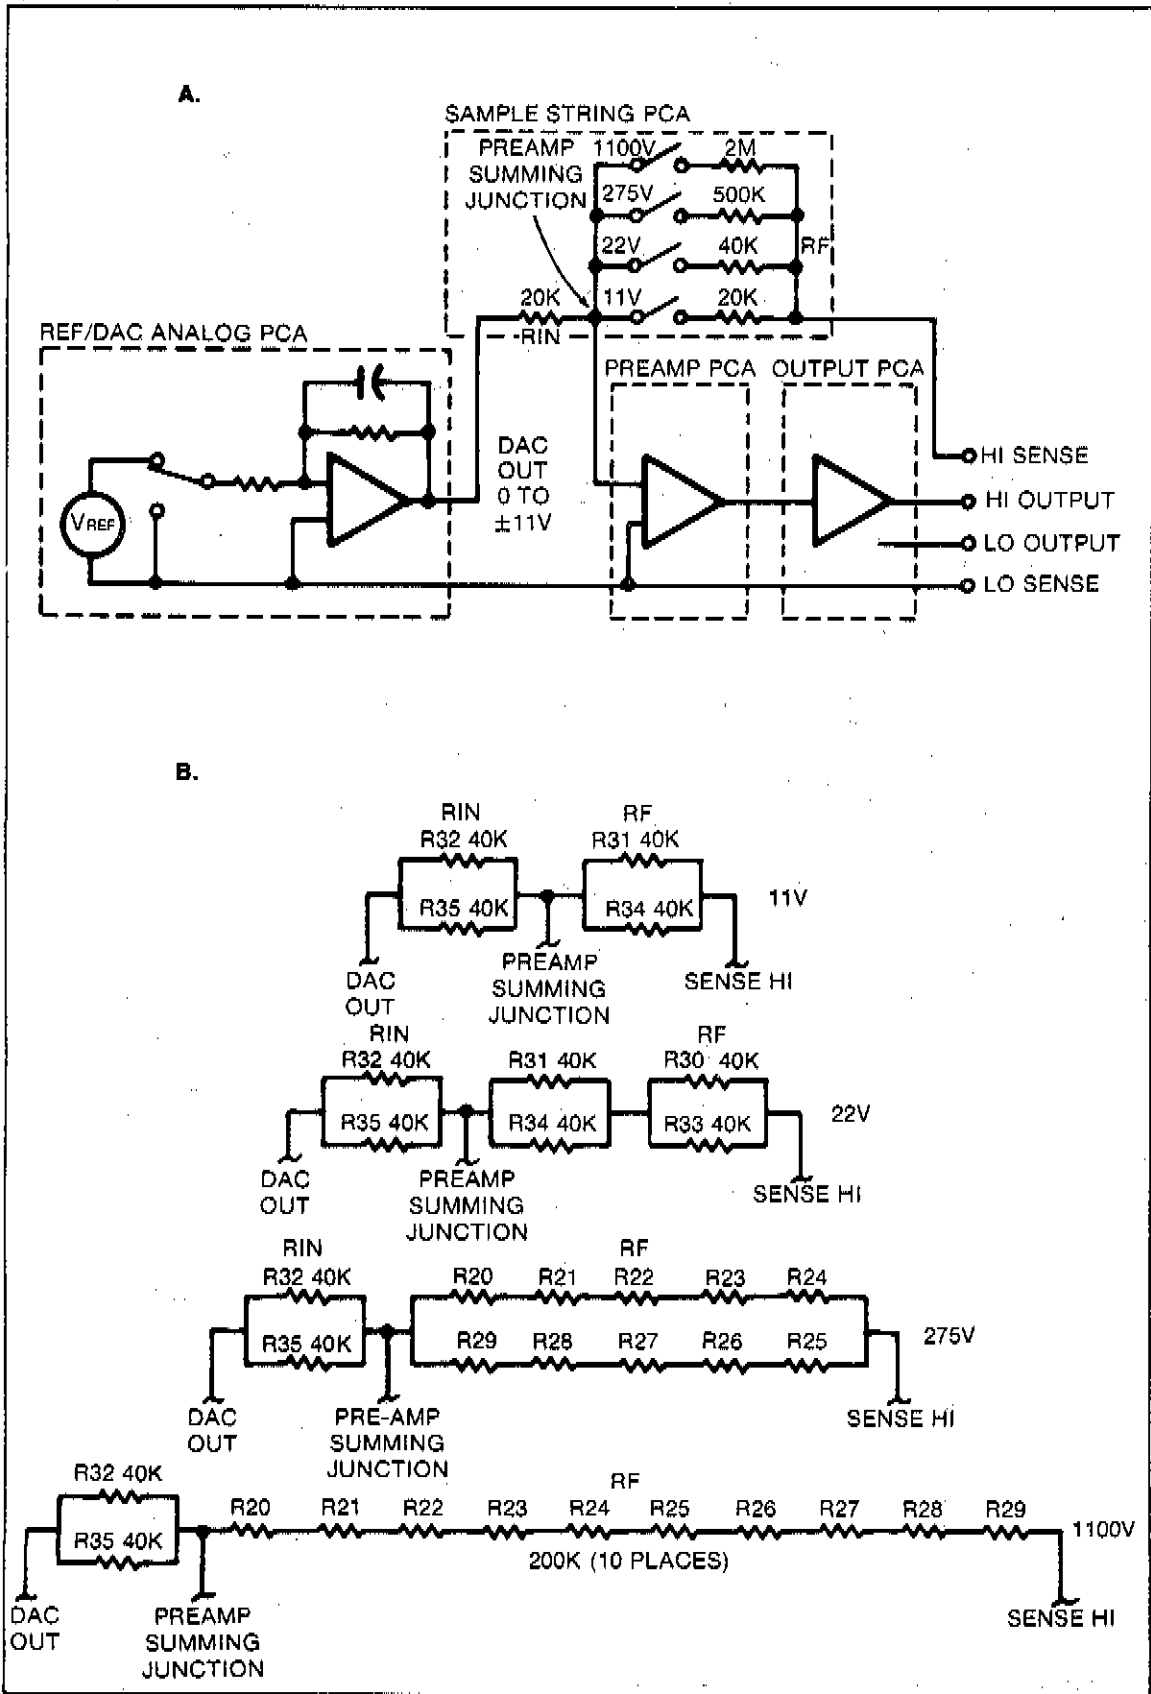 A.
SAMPLE STRING PCA
PREAMP
SUMMING
JUNCTION
1100V
2M
275V
500K
22V
40K
RF
11V
20K
20K
RIN
REF/DAC ANALOG PCA
VREF
DAC
OUT
0 TO
±11V
PREAMP PCA
OUTPUT PCA
HI SENSE
HI OUTPUT
LO OUTPUT
LO SENSE
B.
RIN
RF
R32 40K
R31 40K
R35 40K
R34 40K
11V
DAC
OUT
PREAMP
SUMMING
JUNCTION
SENSE HI
RIN
RF
R32 40K
R31 40K
R30 40K
R35 40K
R34 40K
R33 40K
22V
DAC
OUT
PREAMP
SUMMING
JUNCTION
SENSE HI
RIN
RF
R32 40K
R20 R21 R22 R23 R24
R35 40K
R29 R28 R27 R26 R25
275V
DAC
OUT
PRE-AMP
SUMMING
JUNCTION
SENSE HI
R32 40K
RF
R35 40K
R20 R21 R22 R23 R24 R25 R26 R27 R28 R29
1100V
200K (10 PLACES)
DAC
OUT
PREAMP
SUMMING
JUNCTION
SENSE HI